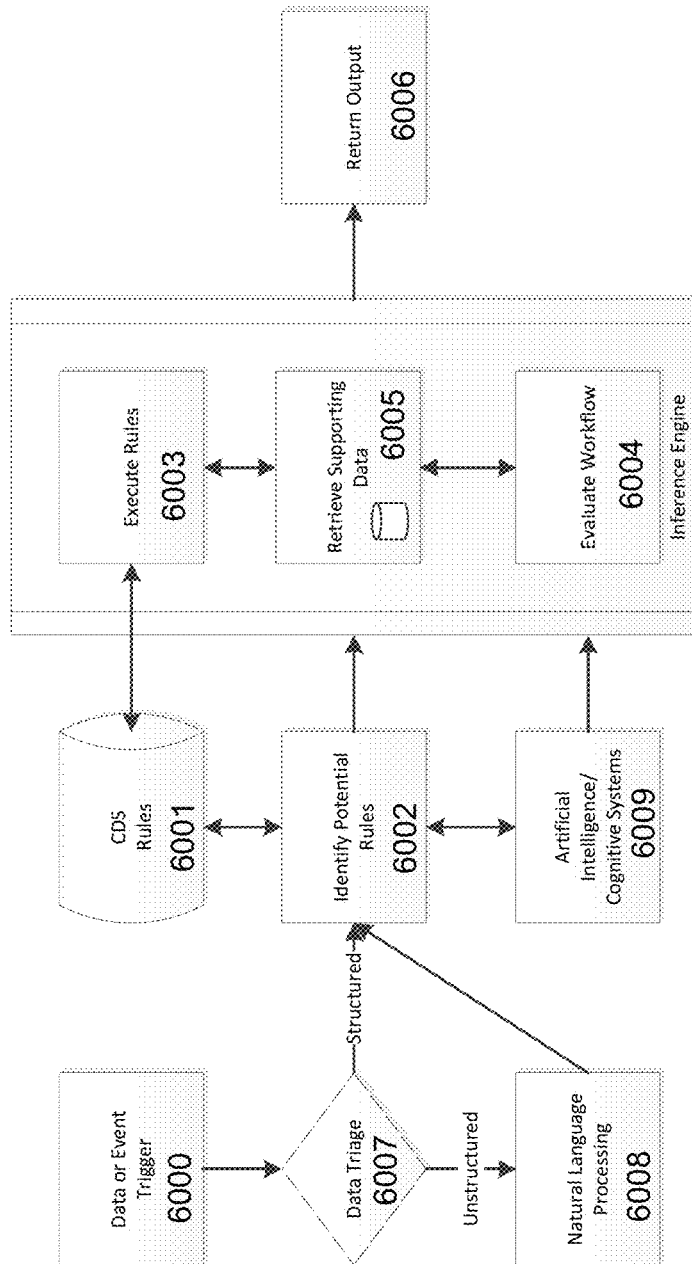 Data or Event
Trigger
6000
Data Triage
6007
Structured
Unstructured
Natural Language
Processing
6008
CDS
Rules
6001
Identify Potential
Rules
6002
Artificial
Intelligence/
Cognitive Systems
6009
Execute Rules
6003
Retrieve Supporting
Data
6005
Evaluate Workflow
6004
Inference Engine
Return Output
6006